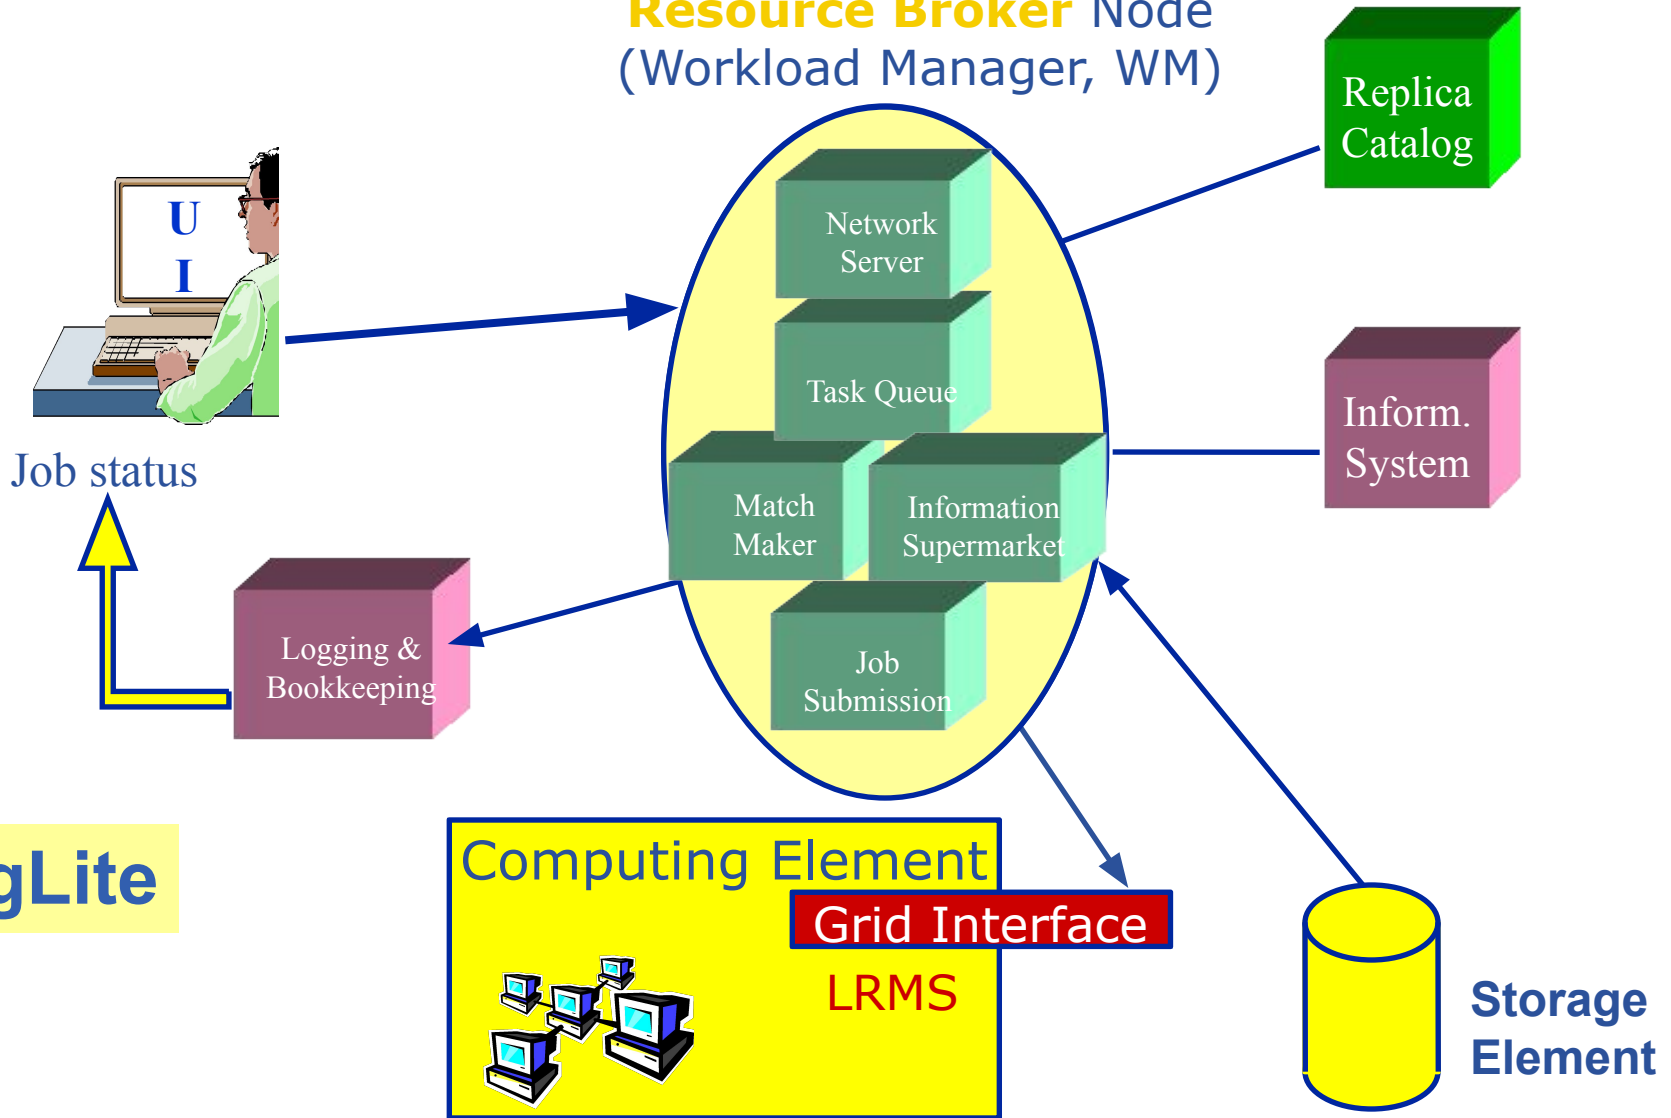 Resource Broker Node
(Workload Manager, WM)
Replica
Catalog
U
I
Network
Server
Task Queue
Inform.
System
Job status
Match
Maker
Information
Supermarket
Logging &
Bookkeeping
Job
Submission
gLite
Computing Element
Grid Interface
LRMS
Storage
Element